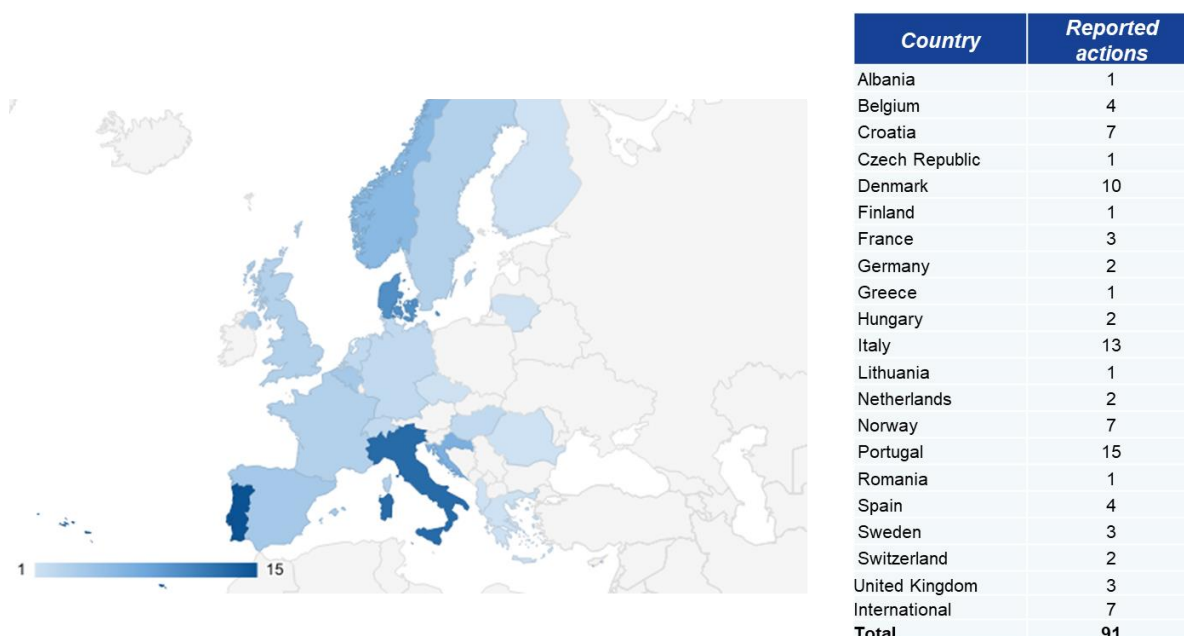 1
15
Country Reported actions
Albania 1
Belgium 4
Croatia 7
Czech Republic 1
Denmark 10
Finland 1
France 3
Germany 2
Greece 1
Hungary 2
Italy 13
Lithuania 1
Netherlands 2
Norway 7
Portugal 15
Romania 1
Spain 4
Sweden 3
Switzerland 2
United Kingdom 3
International 7
Total 91